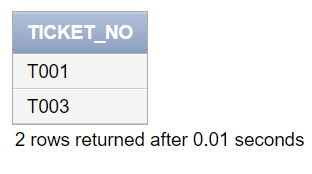 TICKET_NO
T001
T003
2 rows returned after 0.01 seconds